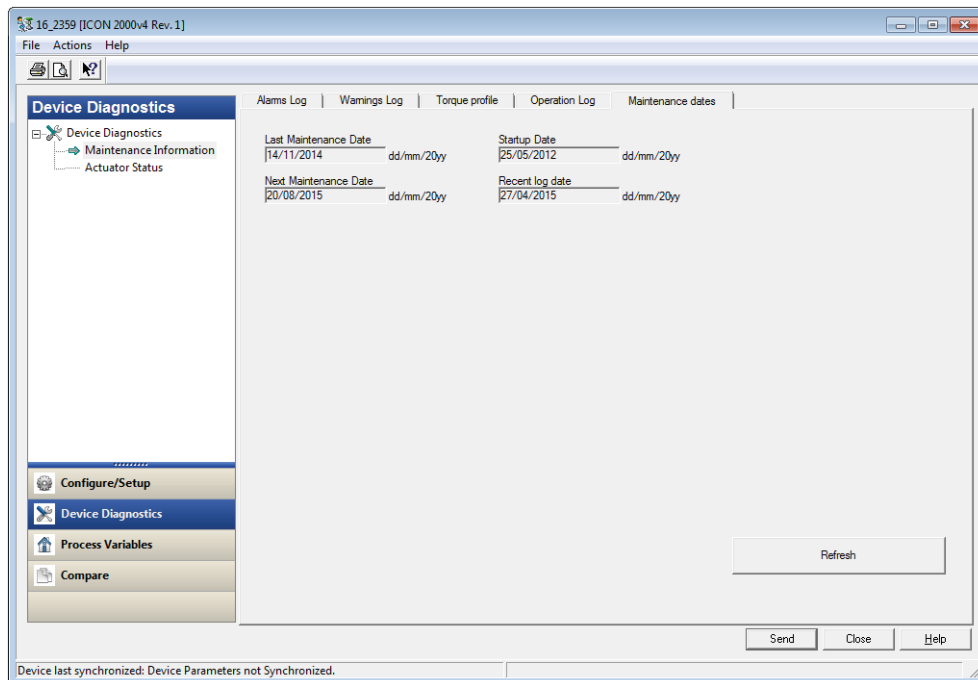 16_2359 [ICON 2000v4 Rev. 1]
File Actions Help
Device Diagnostics
Device Diagnostics
Maintenance Information
Actuator Status
Configure/Setup
Device Diagnostics
Process Variables
Compare
Alarms Log Warnings Log Torque profile Operation Log Maintenance dates
Last Maintenance Date Startup Date
14/11/2014 dd/mm/20yy 25/05/2012 dd/mm/20yy
Next Maintenance Date Recent log date
20/08/2015 dd/mm/20yy 27/04/2015 dd/mm/20yy
Refresh
Send Close Help
Device last synchronized: Device Parameters not Synchronized.